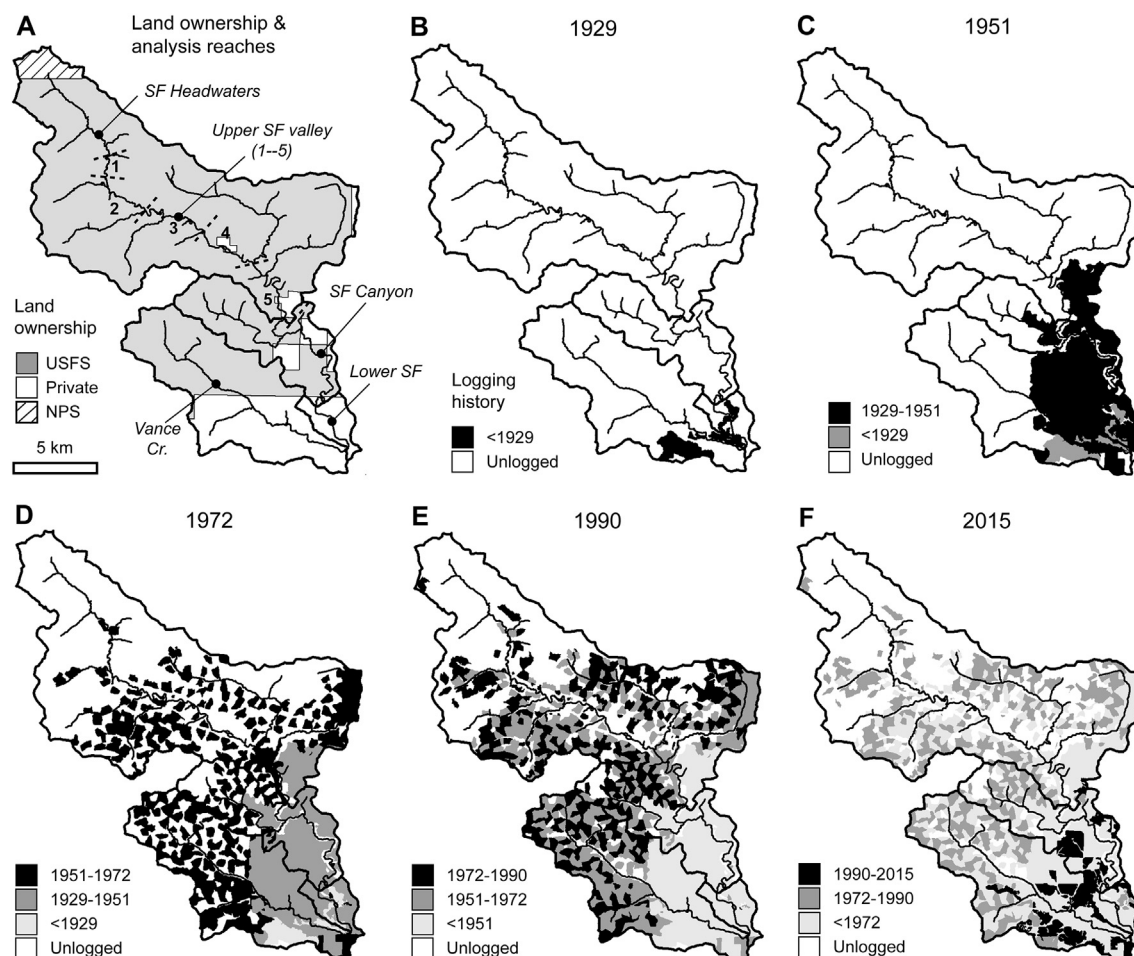 A
Land ownership &
analysis reaches
SF Headwaters
Upper SF valley
(1--5)
1
2
3
4
5
SF Canyon
Lower SF
Vance
Cr.
Land
ownership
USFS
Private
NPS
5 km
B
1929
Logging
history
<1929
Unlogged
C
1951
1929-1951
<1929
Unlogged
D
1972
1951-1972
1929-1951
<1929
Unlogged
E
1990
1972-1990
1951-1972
<1951
Unlogged
F
2015
1990-2015
1972-1990
<1972
Unlogged